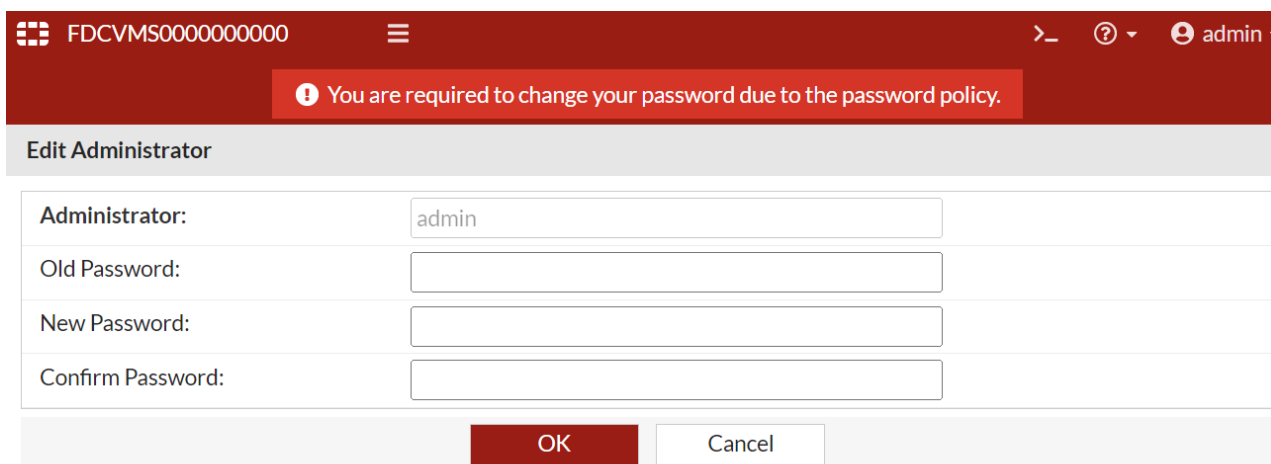 FDCVMS0000000000 >_ admin
You are required to change your password due to the password policy.
Edit Administrator
Administrator: admin
Old Password:
New Password:
Confirm Password:
OK Cancel